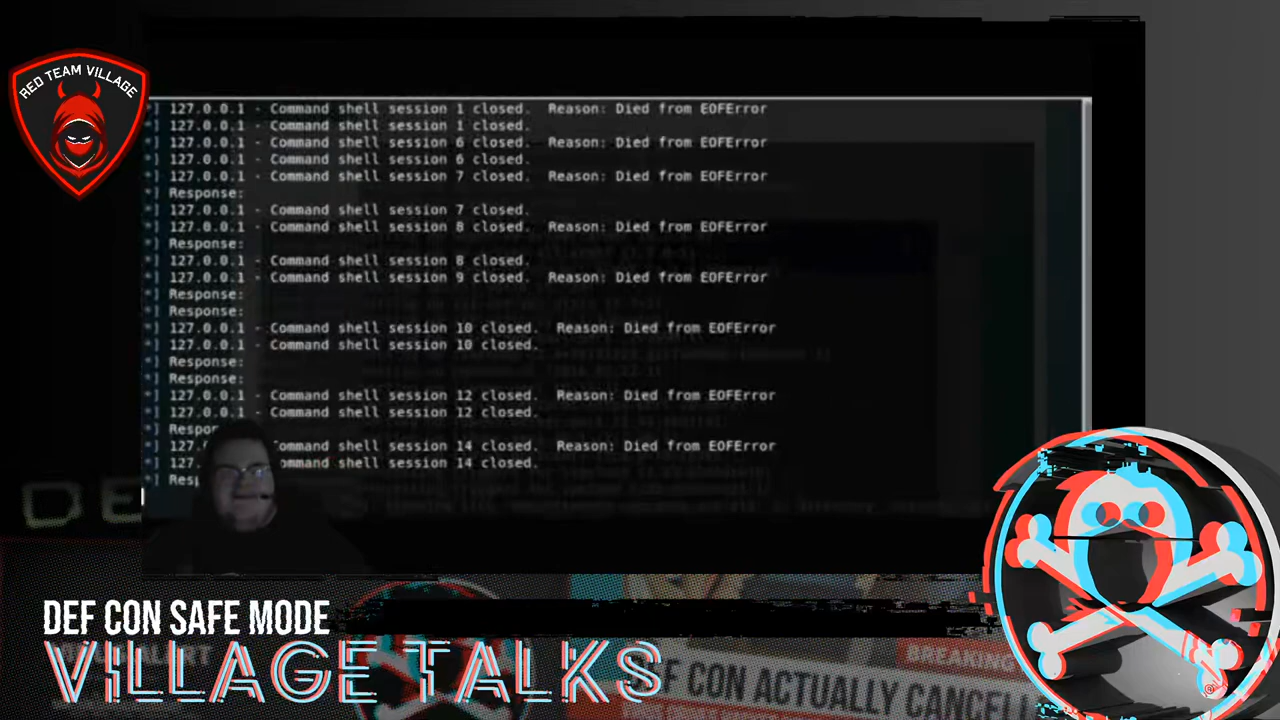 RED TEAM VILLAGE
*] 127.0.0.1 - Command shell session 1 closed.  Reason: Died from EOFError
*] 127.0.0.1 - Command shell session 1 closed.
*] 127.0.0.1 - Command shell session 6 closed.  Reason: Died from EOFError
*] 127.0.0.1 - Command shell session 6 closed.
*] 127.0.0.1 - Command shell session 7 closed.  Reason: Died from EOFError
*] Response:
*] 127.0.0.1 - Command shell session 7 closed.
*] 127.0.0.1 - Command shell session 8 closed.  Reason: Died from EOFError
*] Response:
*] 127.0.0.1 - Command shell session 8 closed.
*] 127.0.0.1 - Command shell session 9 closed.  Reason: Died from EOFError
*] Response:
*] Response:
*] 127.0.0.1 - Command shell session 10 closed.  Reason: Died from EOFError
*] 127.0.0.1 - Command shell session 10 closed.
*] Response:
*] Response:
*] 127.0.0.1 - Command shell session 12 closed.  Reason: Died from EOFError
*] 127.0.0.1 - Command shell session 12 closed.
*] Respo
*] 127. ommand shell session 14 closed.  Reason: Died from EOFError
*] 127. ommand shell session 14 closed.
*] Resp
DE
DEF CON SAFE MODE
VILLAGE TALKS
BREAKING
EF CON ACTUALLY CANCELL